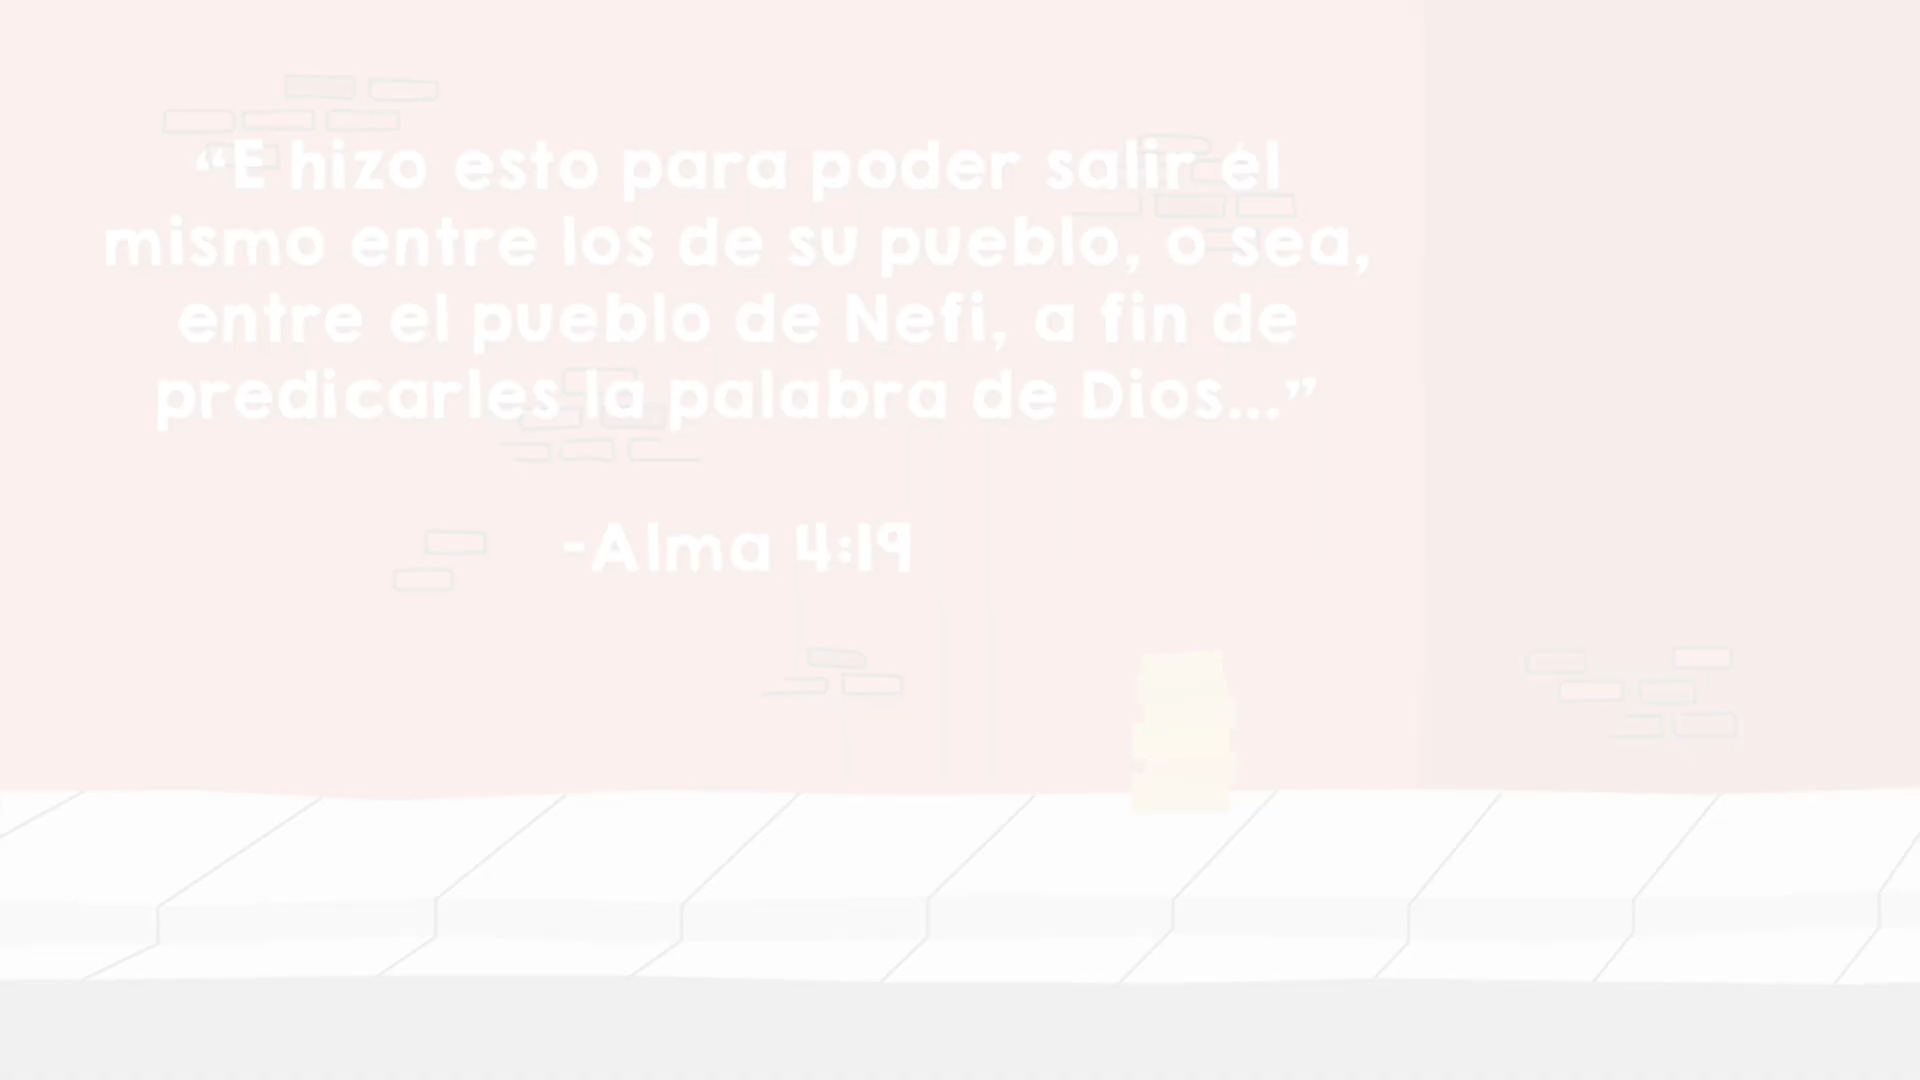 “E hizo esto para poder salir él
mismo entre los de su pueblo, o sea,
entre el pueblo de Nefi, a fin de
predicarles la palabra de Dios...”
-Alma 4:19